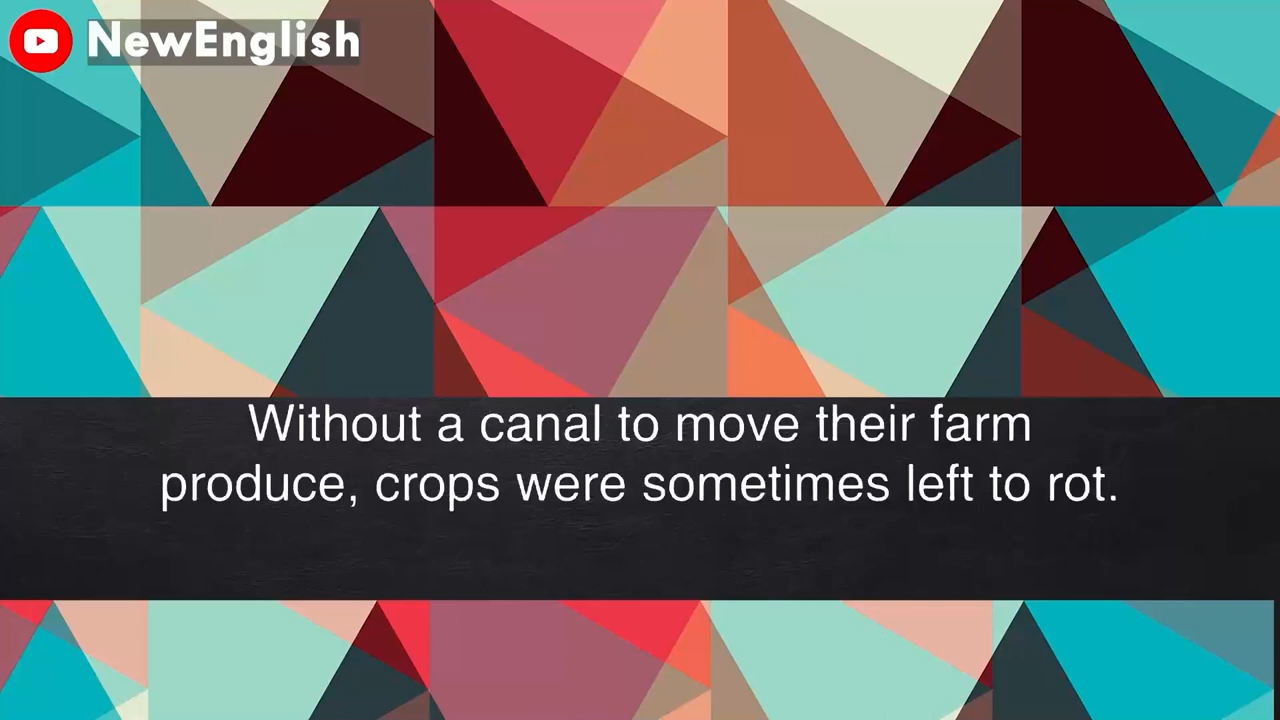 NewEnglish
Without a canal to move their farm
produce, crops were sometimes left to rot.